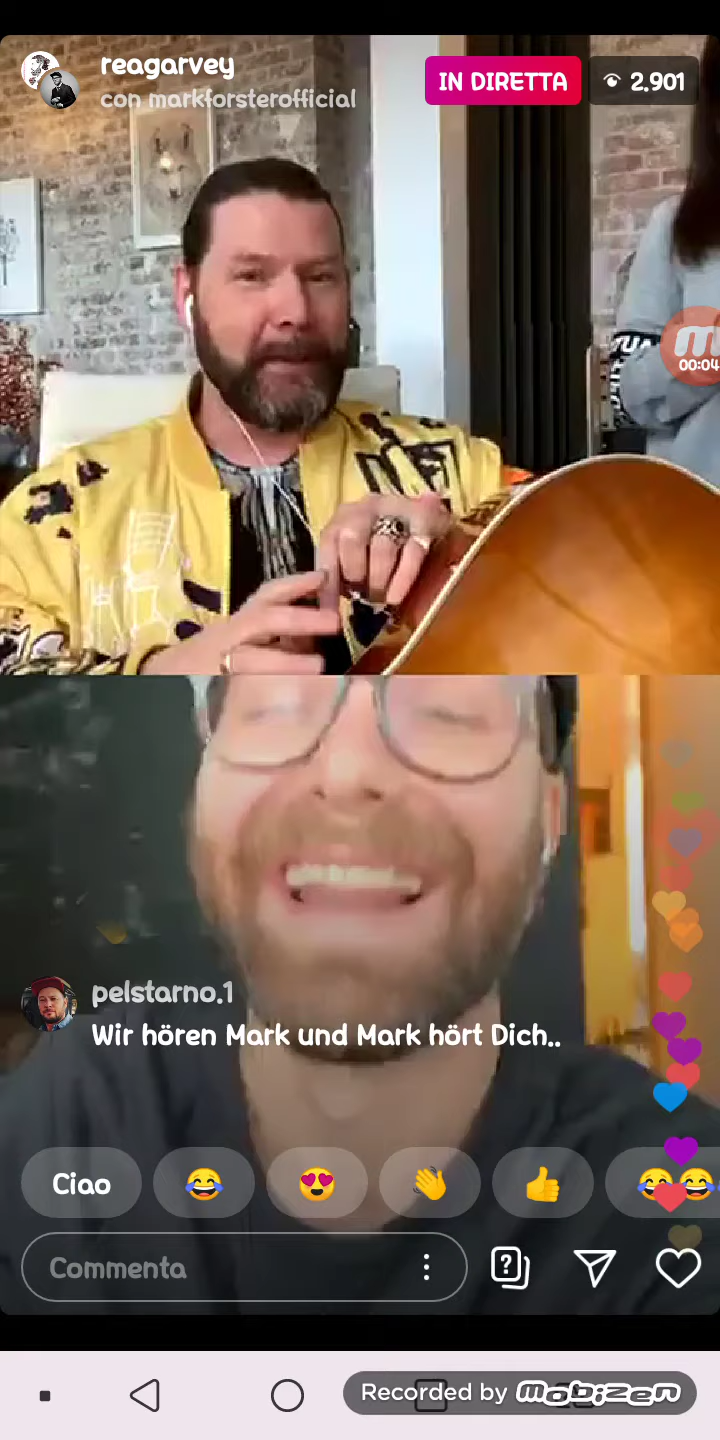 reagarvey
con markforsterofficial
IN DIRETTA
2.901
00:04
pelstarno.1
Wir hören Mark und Mark hört Dich..
Ciao
Commenta
Recorded by mobizen